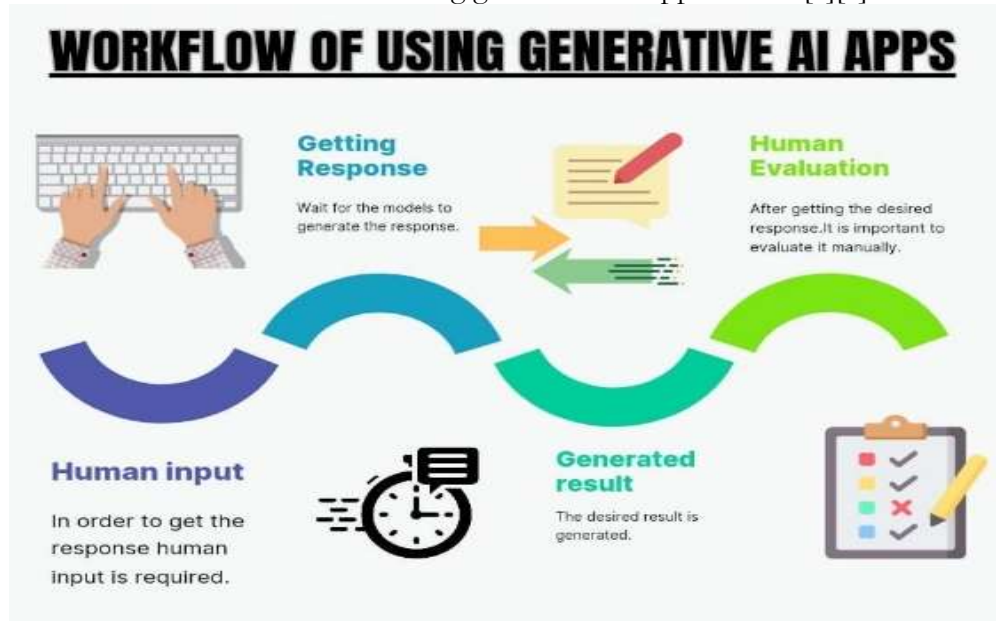 WORKFLOW OF USING GENERATIVE AI APPS
Human input
In order to get the
response human
input is required.
Getting
Response
Wait for the models to
generate the response.
Generated
result
The desired result is
generated.
Human
Evaluation
After getting the desired
response.It is important to
evaluate it manually.